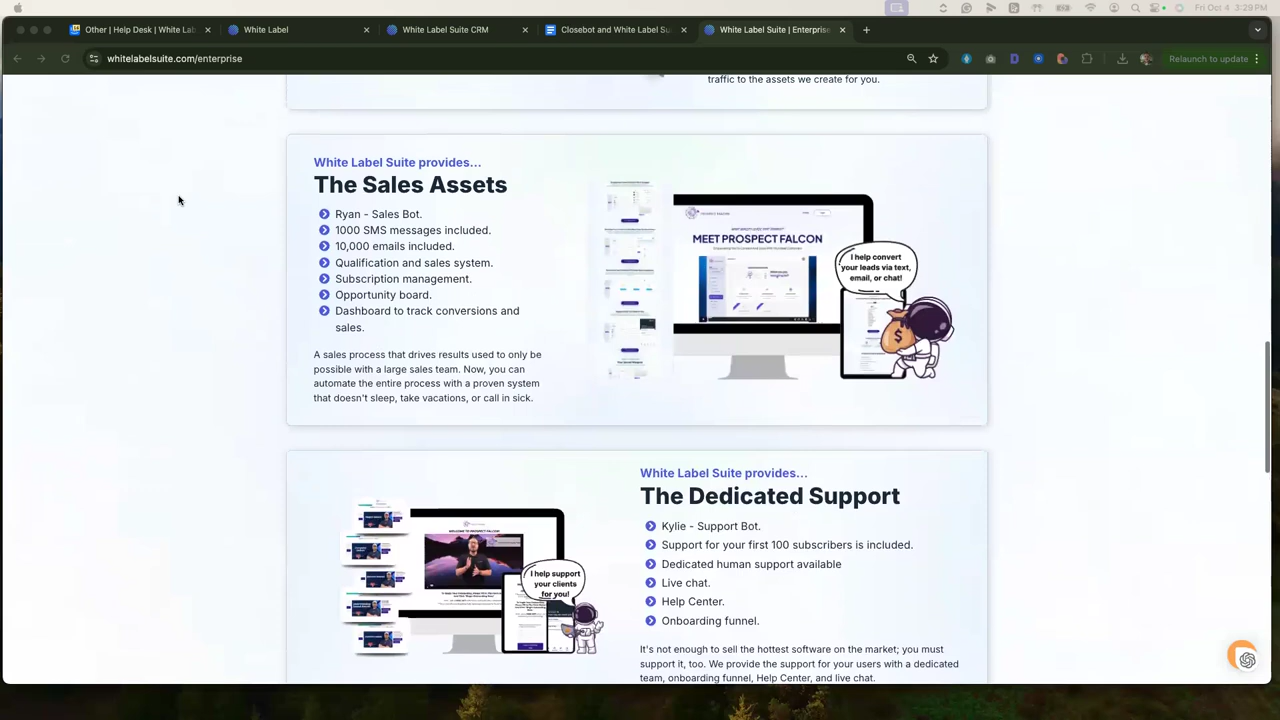 Fri Oct 4 3:29 PM
Other | Help Desk | White Lab
White Label
White Label Suite CRM
Closebot and White Label Su
White Label Suite | Enterprise
whitelabelsuite.com/enterprise
Relaunch to update
traffic to the assets we create for you.
White Label Suite provides...
The Sales Assets
Ryan - Sales Bot.
1000 SMS messages included.
10,000 emails included.
Qualification and sales system.
Subscription management.
Opportunity board.
Dashboard to track conversions and
sales.
A sales process that drives results used to only be
possible with a large sales team. Now, you can
automate the entire process with a proven system
that doesn't sleep, take vacations, or call in sick.
PROSPECT FALCON
MEET PROSPECT FALCON
I help convert
your leads via text,
email, or chat!
White Label Suite provides...
The Dedicated Support
Kylie - Support Bot.
Support for your first 100 subscribers is included.
Dedicated human support available
Live chat.
Help Center.
Onboarding funnel.
It's not enough to sell the hottest software on the market; you must
support it, too. We provide the support for your users with a dedicated
team, onboarding funnel, Help Center, and live chat.
WELCOME TO PROSPECT FALCON
I help support
your clients
for you!